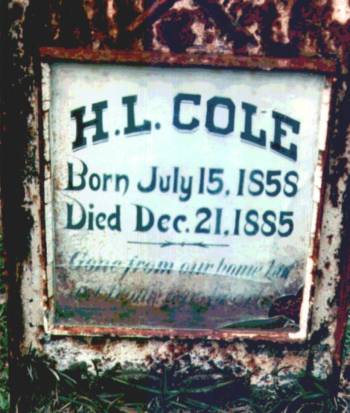 H.L. COLE
Born July 15, 1858
Died Dec. 21, 1885
Gone from our home